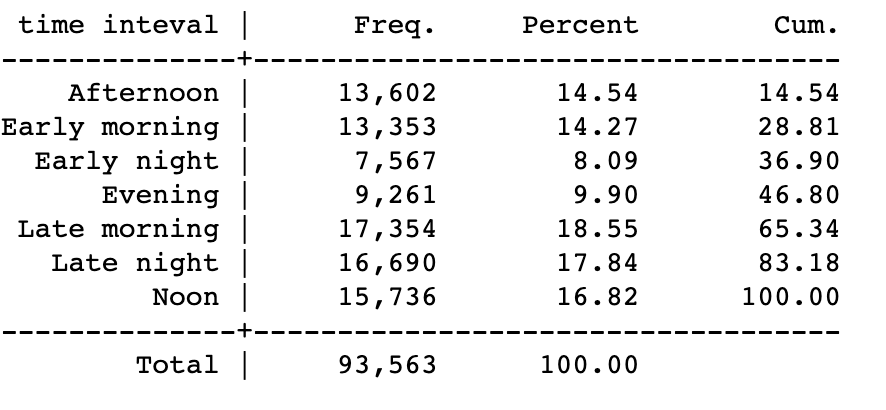 time inteval | Freq. Percent Cum.
--------------+-----------------------------------
Afternoon | 13,602 14.54 14.54
Early morning | 13,353 14.27 28.81
Early night | 7,567 8.09 36.90
Evening | 9,261 9.90 46.80
Late morning | 17,354 18.55 65.34
Late night | 16,690 17.84 83.18
Noon | 15,736 16.82 100.00
--------------+-----------------------------------
Total | 93,563 100.00